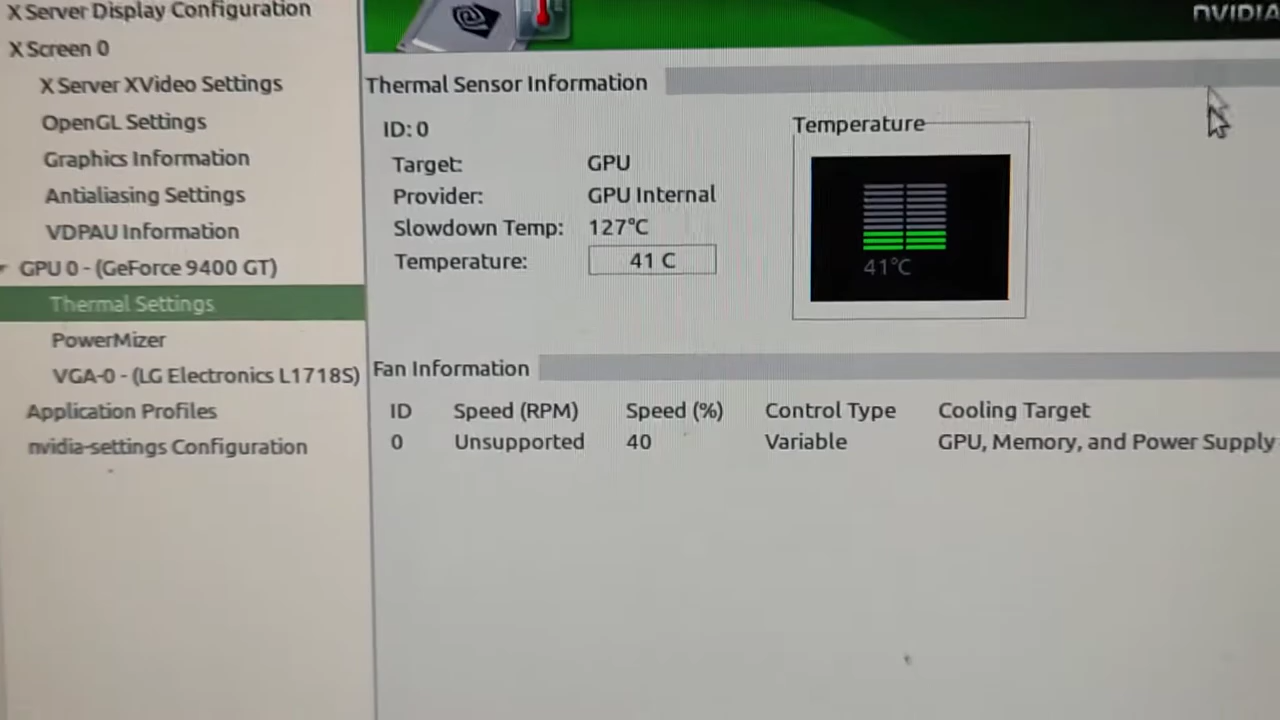 X Server Display Configuration
X Screen 0
X Server XVideo Settings
OpenGL Settings
Graphics Information
Antialiasing Settings
VDPAU Information
GPU 0 - (GeForce 9400 GT)
Thermal Settings
PowerMizer
VGA-0 - (LG Electronics L1718S)
Application Profiles
nvidia-settings Configuration
NVIDIA
Thermal Sensor Information
ID: 0
Target: GPU
Provider: GPU Internal
Slowdown Temp: 127°C
Temperature: 41 C
Temperature
41°C
Fan Information
ID Speed (RPM) Speed (%) Control Type Cooling Target
0 Unsupported 40 Variable GPU, Memory, and Power Supply